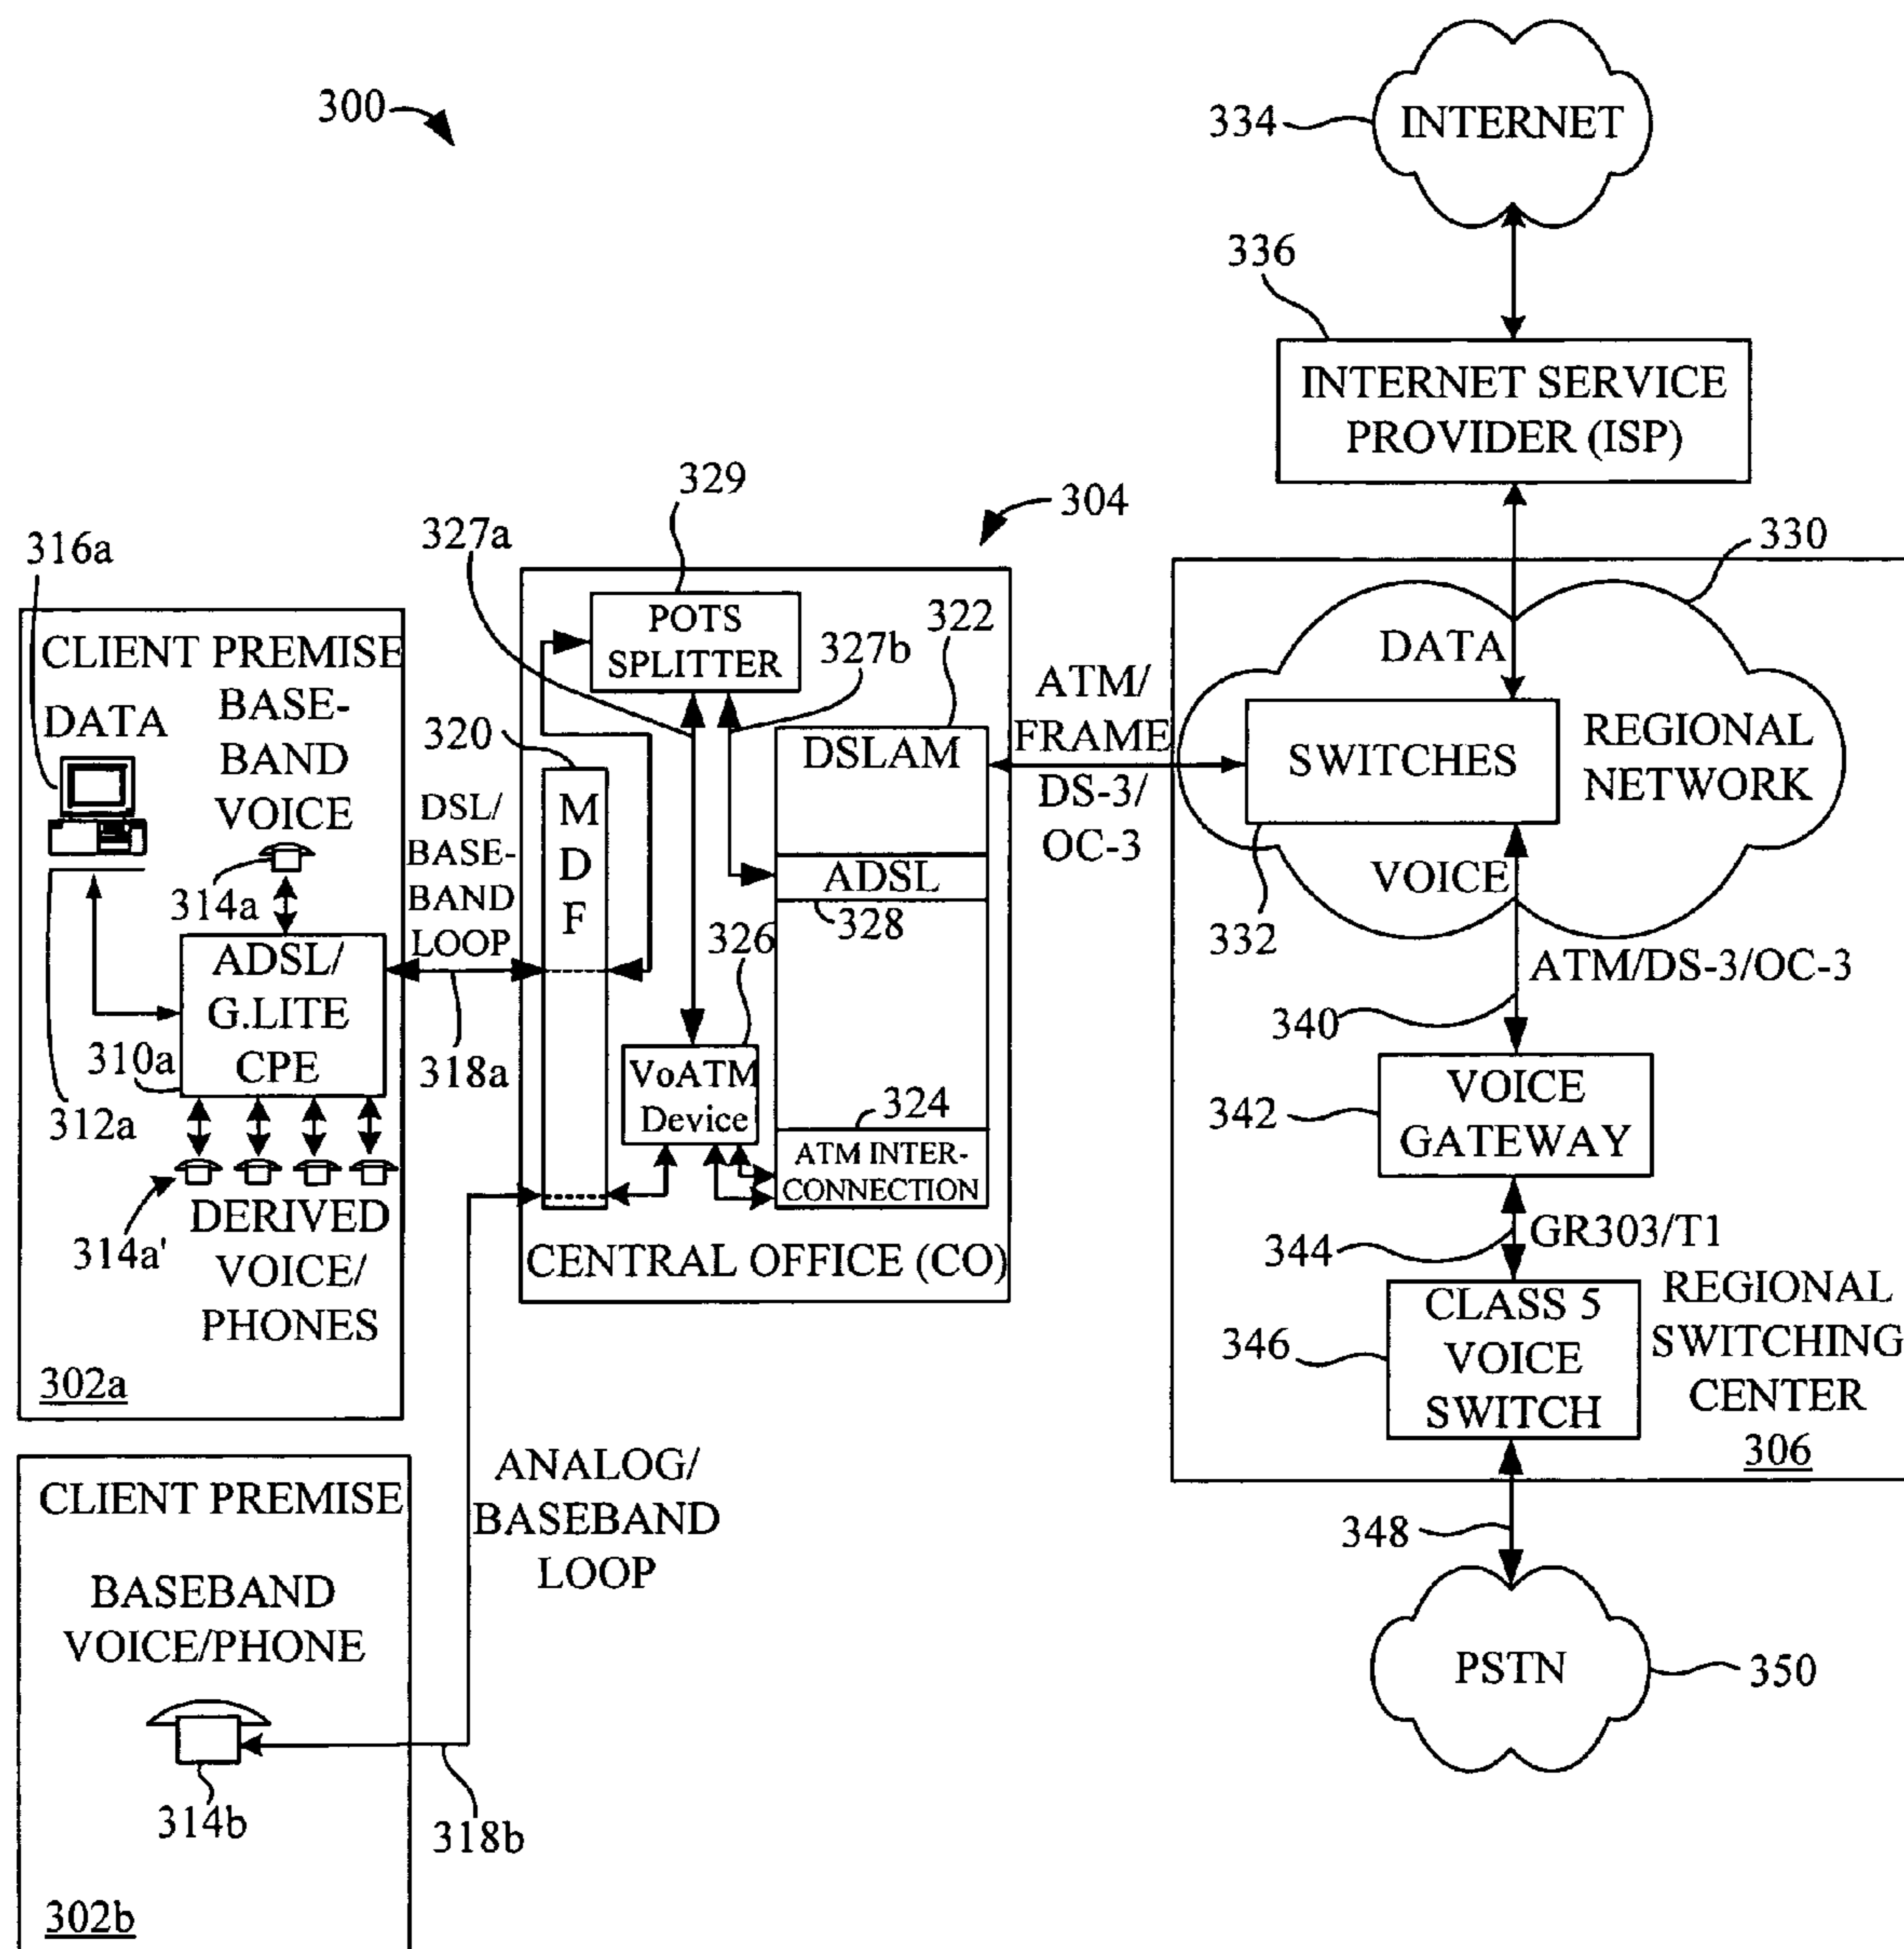 300
334
INTERNET
336
INTERNET SERVICE
PROVIDER (ISP)
316a
CLIENT PREMISE
DATA
BASE-
BAND
VOICE
314a
ADSL/
G.LITE
CPE
310a
312a
314a'
DERIVED
VOICE/
PHONES
302a
DSL/
BASE-
BAND
LOOP
318a
304
329
327a
POTS
SPLITTER
327b
322
320
M
D
F
DSLAM
ADSL
328
326
VoATM
Device
324
ATM INTER-
CONNECTION
CENTRAL OFFICE (CO)
ATM/
FRAME
DS-3/
OC-3
330
DATA
SWITCHES
REGIONAL
NETWORK
VOICE
332
ATM/DS-3/OC-3
340
VOICE
GATEWAY
342
344
GR303/T1
CLASS 5
VOICE
SWITCH
346
REGIONAL
SWITCHING
CENTER
306
348
PSTN
350
CLIENT PREMISE
BASEBAND
VOICE/PHONE
314b
302b
ANALOG/
BASEBAND
LOOP
318b